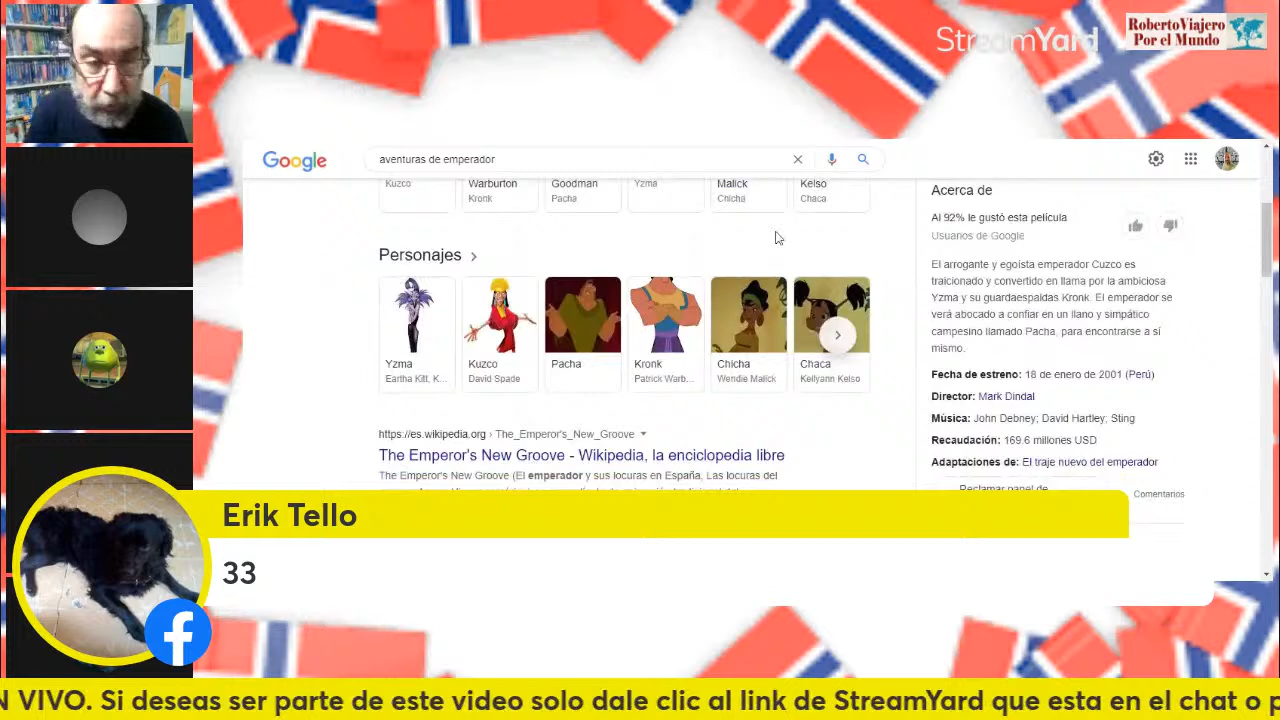 StreamYard
RobertoViajero
Por el Mundo
Google
aventuras de emperador
Kuzco
Warburton
Kronk
Goodman
Pacha
Yzma
Malick
Chicha
Kelso
Chaca
Personajes
Yzma
Eartha Kitt, K...
Kuzco
David Spade
Pacha
Kronk
Patrick Warb...
Chicha
Wendie Malick
Chaca
Kellyann Kelso
https://es.wikipedia.org › The_Emperor's_New_Groove
The Emperor's New Groove - Wikipedia, la enciclopedia libre
The Emperor's New Groove (El emperador y sus locuras en España, Las locuras del
Acerca de
Al 92% le gustó esta película
Usuarios de Google
El arrogante y egoísta emperador Cuzco es
traicionado y convertido en llama por la ambiciosa
Yzma y su guardaespaldas Kronk. El emperador se
verá abocado a confiar en un llano y simpático
campesino llamado Pacha, para encontrarse a sí
mismo.
Fecha de estreno: 18 de enero de 2001 (Perú)
Director: Mark Dindal
Música: John Debney; David Hartley; Sting
Recaudación: 169.6 millones USD
Adaptaciones de: El traje nuevo del emperador
Reclamar panel de
Comentarios
Erik Tello
33
N VIVO. Si deseas ser parte de este video solo dale clic al link de StreamYard que esta en el chat o p